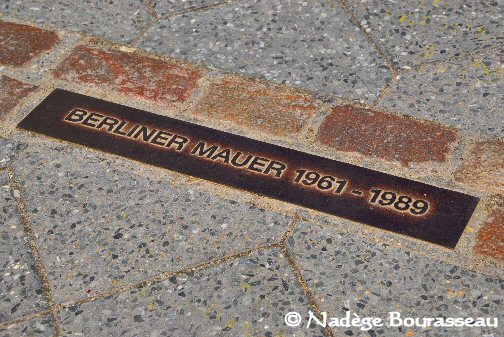 BERLINER MAUER 1961 - 1989
© Nadège Bourasseau